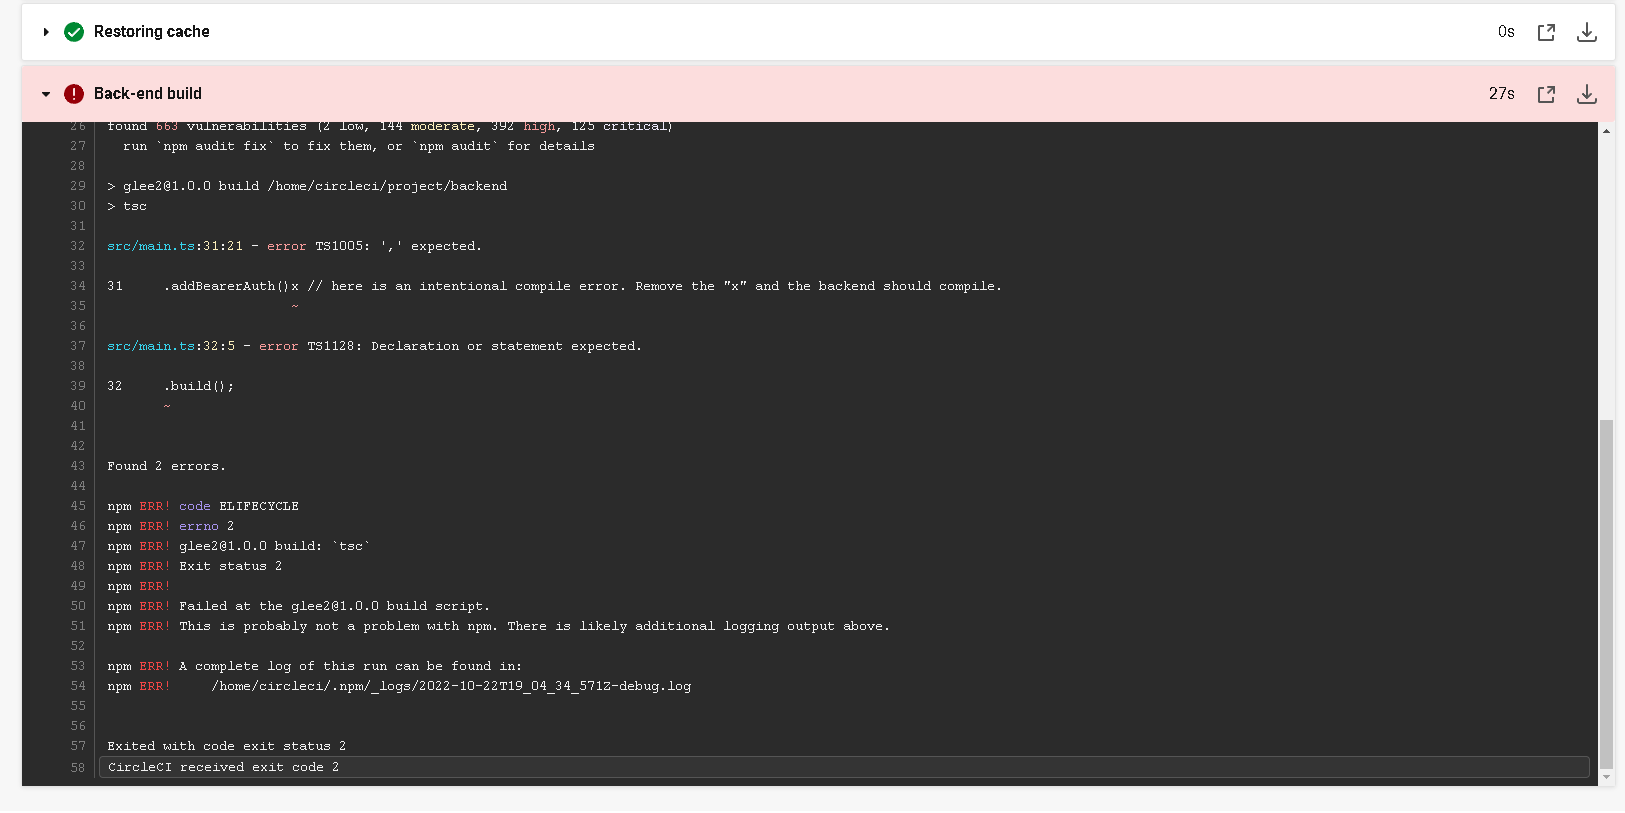 Restoring cache 0s
Back-end build 27s
26 found 663 vulnerabilities (2 low, 144 moderate, 392 high, 125 critical)
27 run `npm audit fix` to fix them, or `npm audit` for details
28
29 > glee2@1.0.0 build /home/circleci/project/backend
30 > tsc
31
32 src/main.ts:31:21 - error TS1005: ',' expected.
33
34 31 .addBearerAuth()x // here is an intentional compile error. Remove the "x" and the backend should compile.
35 ~
36
37 src/main.ts:32:5 - error TS1128: Declaration or statement expected.
38
39 32 .build();
40 ~
41
42
43 Found 2 errors.
44
45 npm ERR! code ELIFECYCLE
46 npm ERR! errno 2
47 npm ERR! glee2@1.0.0 build: `tsc`
48 npm ERR! Exit status 2
49 npm ERR!
50 npm ERR! Failed at the glee2@1.0.0 build script.
51 npm ERR! This is probably not a problem with npm. There is likely additional logging output above.
52
53 npm ERR! A complete log of this run can be found in:
54 npm ERR! /home/circleci/.npm/_logs/2022-10-22T19_04_34_571Z-debug.log
55
56
57 Exited with code exit status 2
58 CircleCI received exit code 2